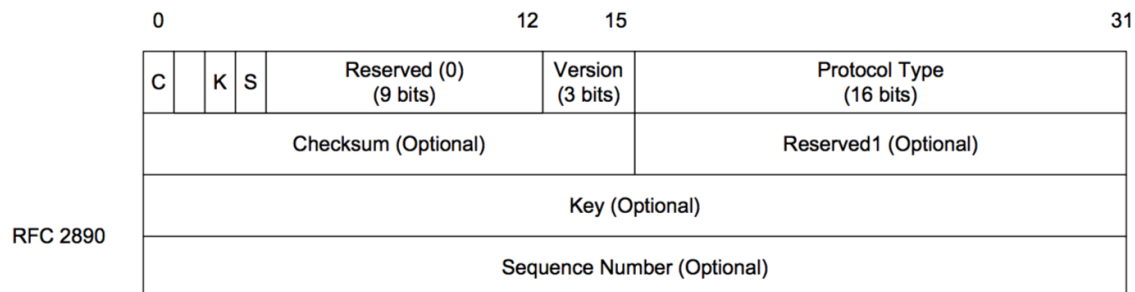 0 12 15 31
C K S Reserved (0) Version Protocol Type
(9 bits) (3 bits) (16 bits)
Checksum (Optional) Reserved1 (Optional)
Key (Optional)
RFC 2890
Sequence Number (Optional)